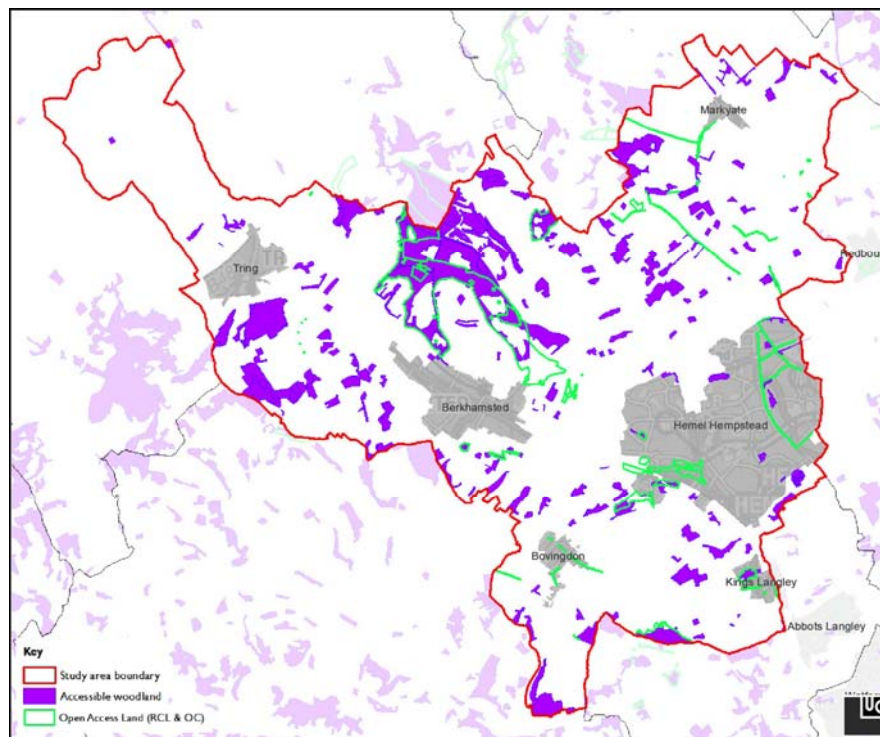 Markyate
Tring
Berkhamsted
Hemel Hempstead
Bovingdon
Kings Langley
Abbots Langley
Key
Study area boundary
Accessible woodland
Open Access Land (RCL & OC)